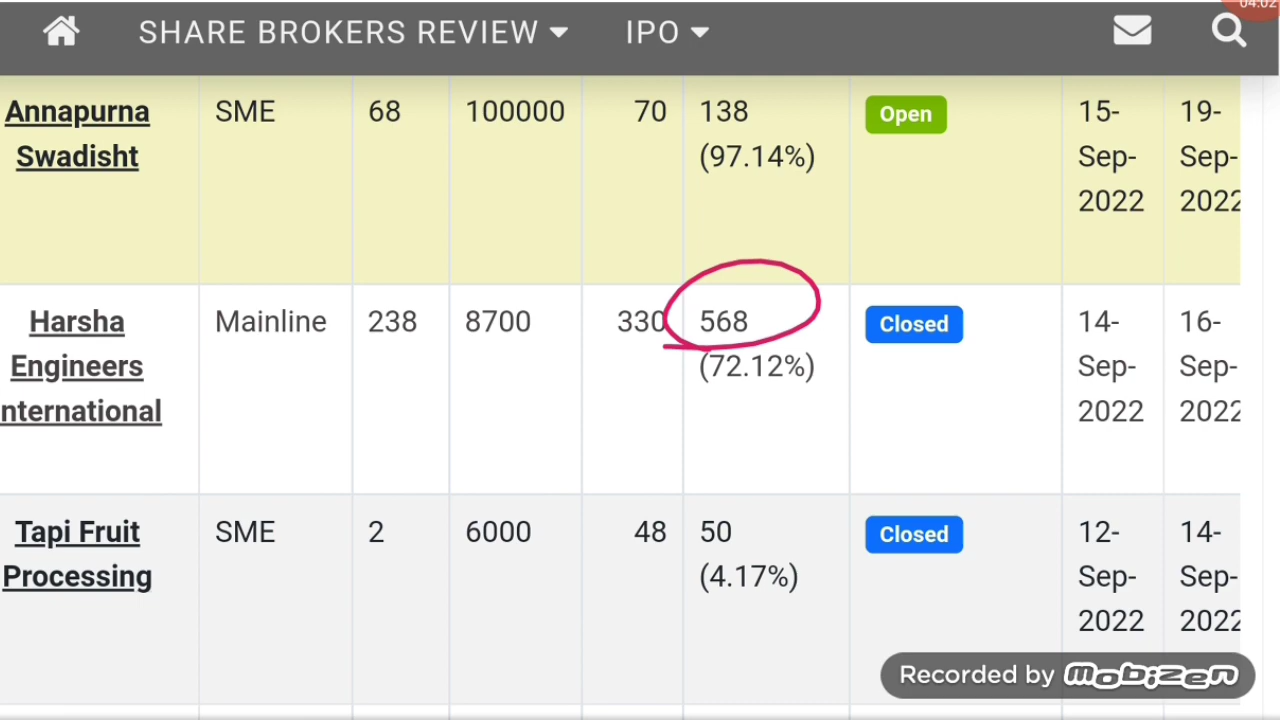 04:02
SHARE BROKERS REVIEW IPO
Annapurna Swadisht SME 68 100000 70 138 (97.14%) Open 15-Sep-2022 19-Sep-2022
Harsha Engineers nternational Mainline 238 8700 330 568 (72.12%) Closed 14-Sep-2022 16-Sep-2022
Tapi Fruit Processing SME 2 6000 48 50 (4.17%) Closed 12-Sep-2022 14-Sep-2022
Recorded by mobizen